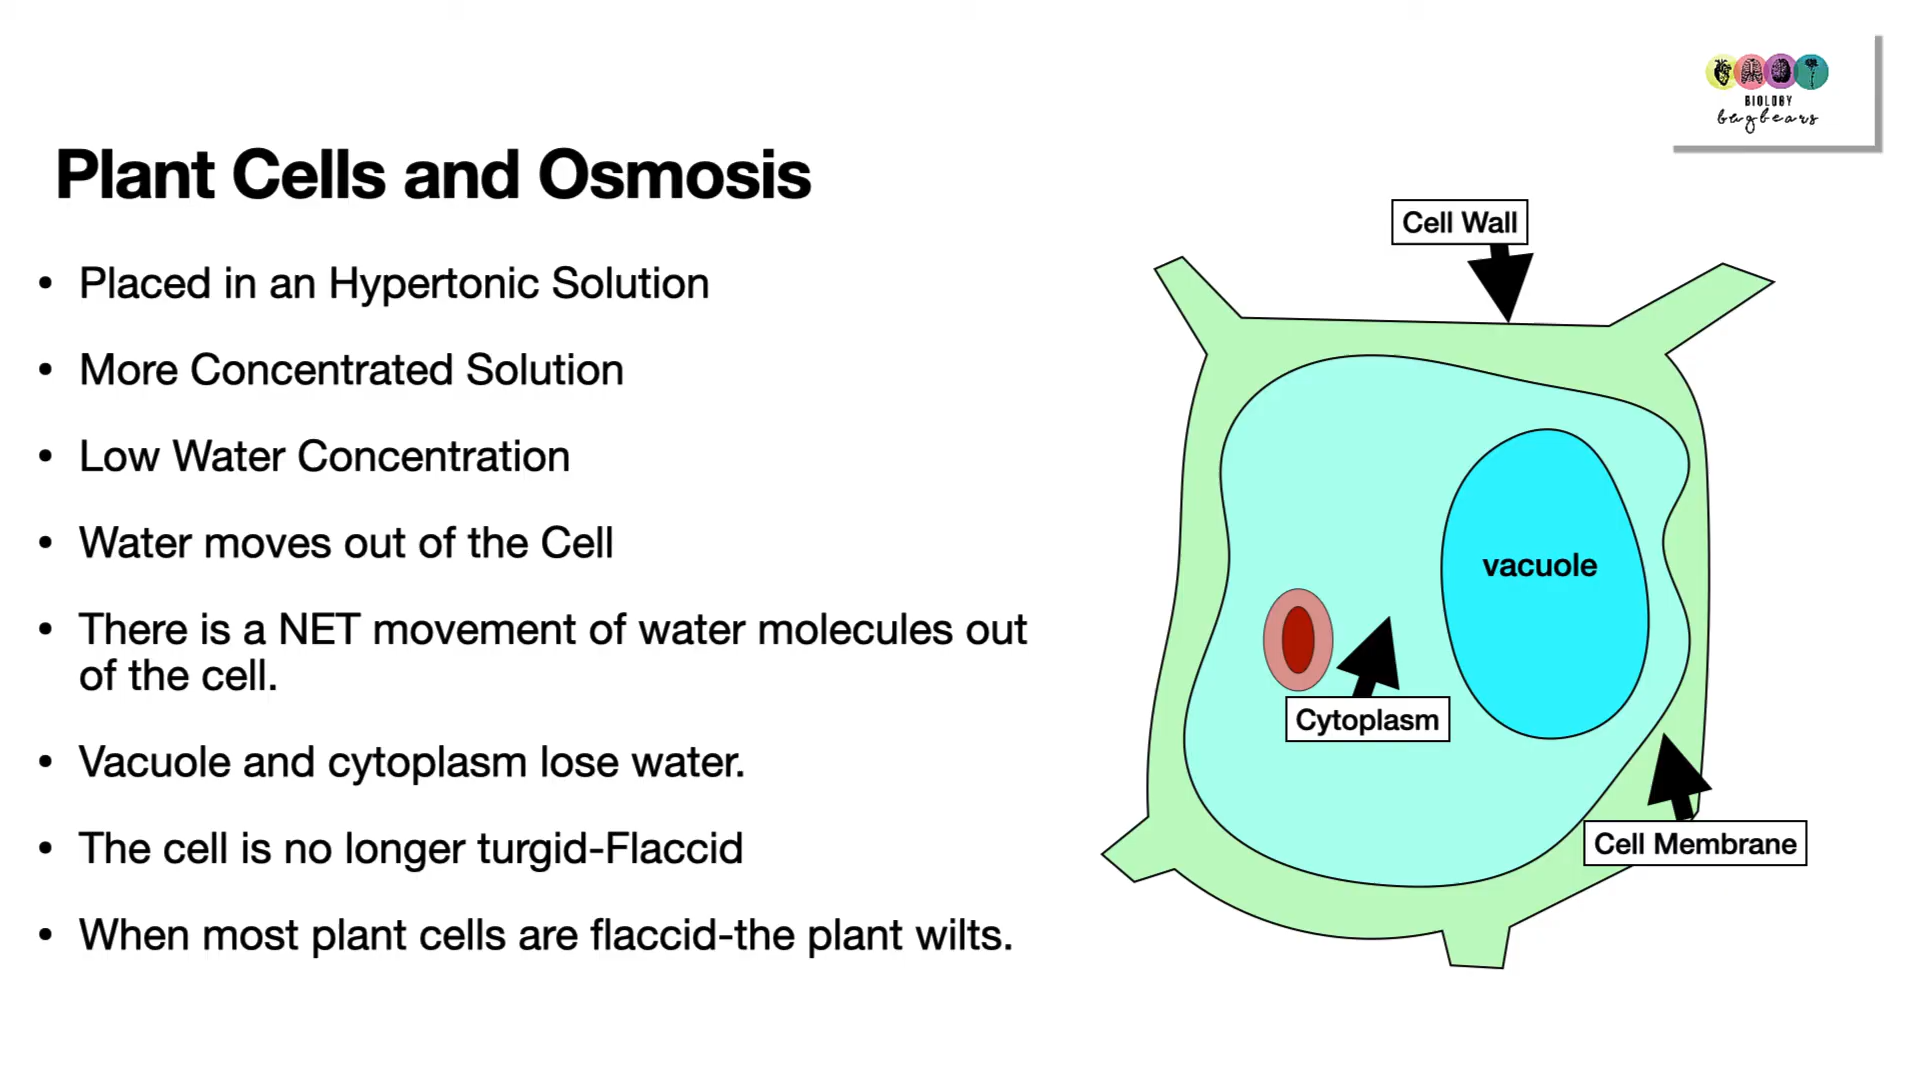 BIOLOGY
bugbears
Plant Cells and Osmosis
• Placed in an Hypertonic Solution
• More Concentrated Solution
• Low Water Concentration
• Water moves out of the Cell
• There is a NET movement of water molecules out
of the cell.
• Vacuole and cytoplasm lose water.
• The cell is no longer turgid-Flaccid
• When most plant cells are flaccid-the plant wilts.
Cell Wall
vacuole
Cytoplasm
Cell Membrane